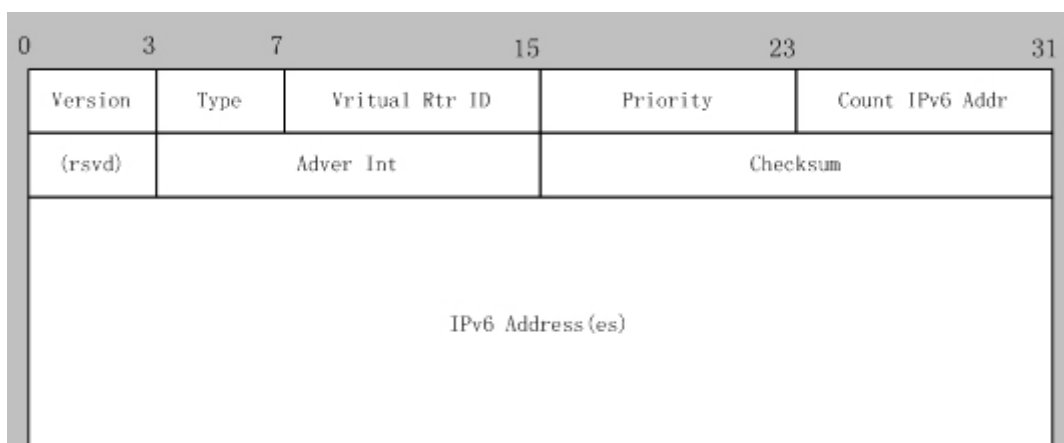 0 3 7 15 23 31
Version Type Vritual Rtr ID Priority Count IPv6 Addr
(rsvd) Adver Int Checksum
IPv6 Address(es)